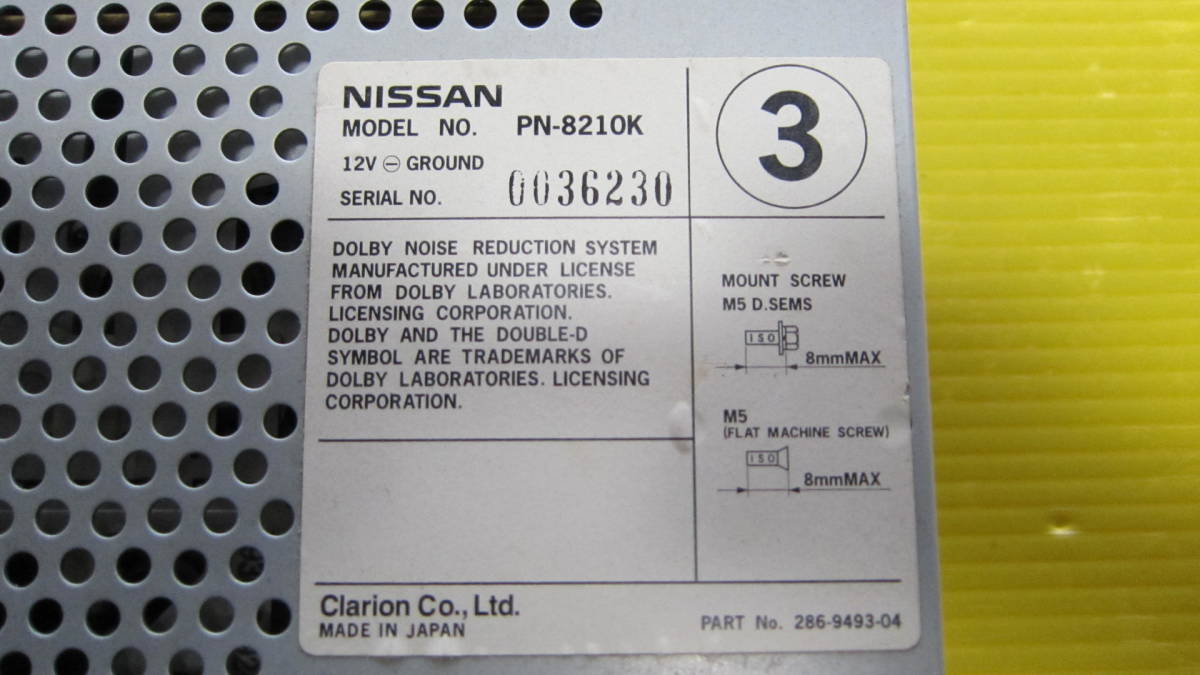 NISSAN
MODEL NO. PN-8210K
12V ⊖ GROUND
SERIAL NO. 0036230
3
DOLBY NOISE REDUCTION SYSTEM
MANUFACTURED UNDER LICENSE
FROM DOLBY LABORATORIES.
LICENSING CORPORATION.
DOLBY AND THE DOUBLE-D
SYMBOL ARE TRADEMARKS OF
DOLBY LABORATORIES. LICENSING
CORPORATION.
MOUNT SCREW
M5 D.SEMS
ISO
8mmMAX
M5
(FLAT MACHINE SCREW)
ISO
8mmMAX
Clarion Co., Ltd.
MADE IN JAPAN
PART No. 286-9493-04